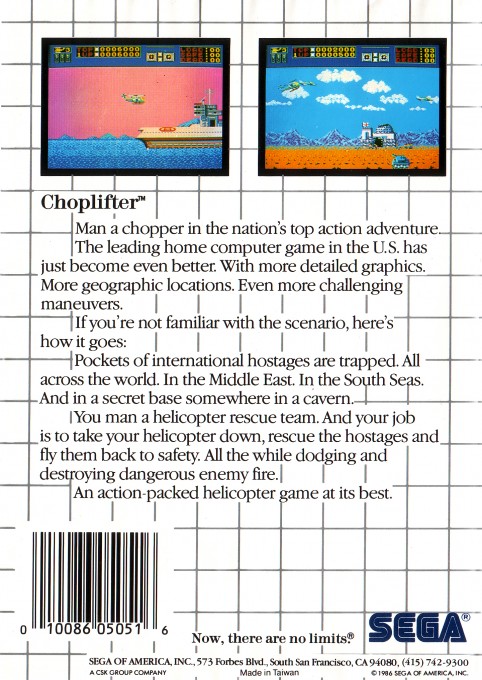 TOP 0006000
Choplifter™
Man a chopper in the nation's top action adventure.
The leading home computer game in the U.S. has
just become even better. With more detailed graphics.
More geographic locations. Even more challenging
maneuvers.
If you're not familiar with the scenario, here's
how it goes:
Pockets of international hostages are trapped. All
across the world. In the Middle East. In the South Seas.
And in a secret base somewhere in a cavern.
You man a helicopter rescue team. And your job
is to take your helicopter down, rescue the hostages and
fly them back to safety. All the while dodging and
destroying dangerous enemy fire.
An action-packed helicopter game at its best.
0 10086 05051 6
Now, there are no limits.®
SEGA®
SEGA OF AMERICA, INC., 573 Forbes Blvd., South San Francisco, CA 94080, (415) 742-9300
A CSK GROUP COMPANY
Made in Taiwan
©1986 SEGA OF AMERICA, INC.